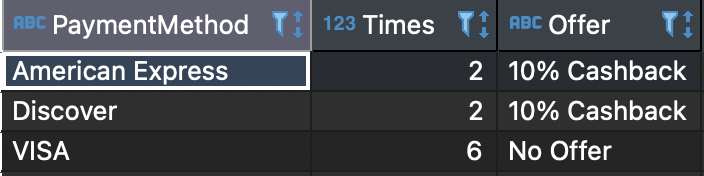 ABC PaymentMethod 123 Times ABC Offer
American Express 2 10% Cashback
Discover 2 10% Cashback
VISA 6 No Offer